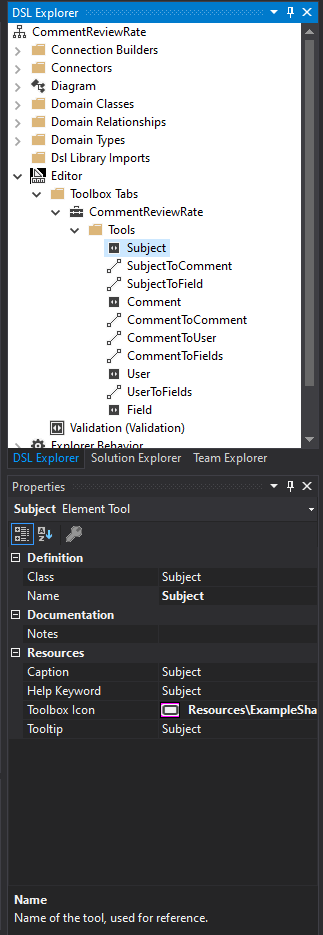 DSL Explorer
CommentReviewRate
Connection Builders
Connectors
Diagram
Domain Classes
Domain Relationships
Domain Types
Dsl Library Imports
Editor
Toolbox Tabs
CommentReviewRate
Tools
Subject
SubjectToComment
SubjectToField
Comment
CommentToComment
CommentToUser
CommentToFields
User
UserToFields
Field
Validation (Validation)
Explorer Behavior
DSL Explorer Solution Explorer Team Explorer
Properties
Subject Element Tool
Definition
Class Subject
Name Subject
Documentation
Notes
Resources
Caption Subject
Help Keyword Subject
Toolbox Icon Resources\ExampleSha
Tooltip Subject
Name
Name of the tool, used for reference.